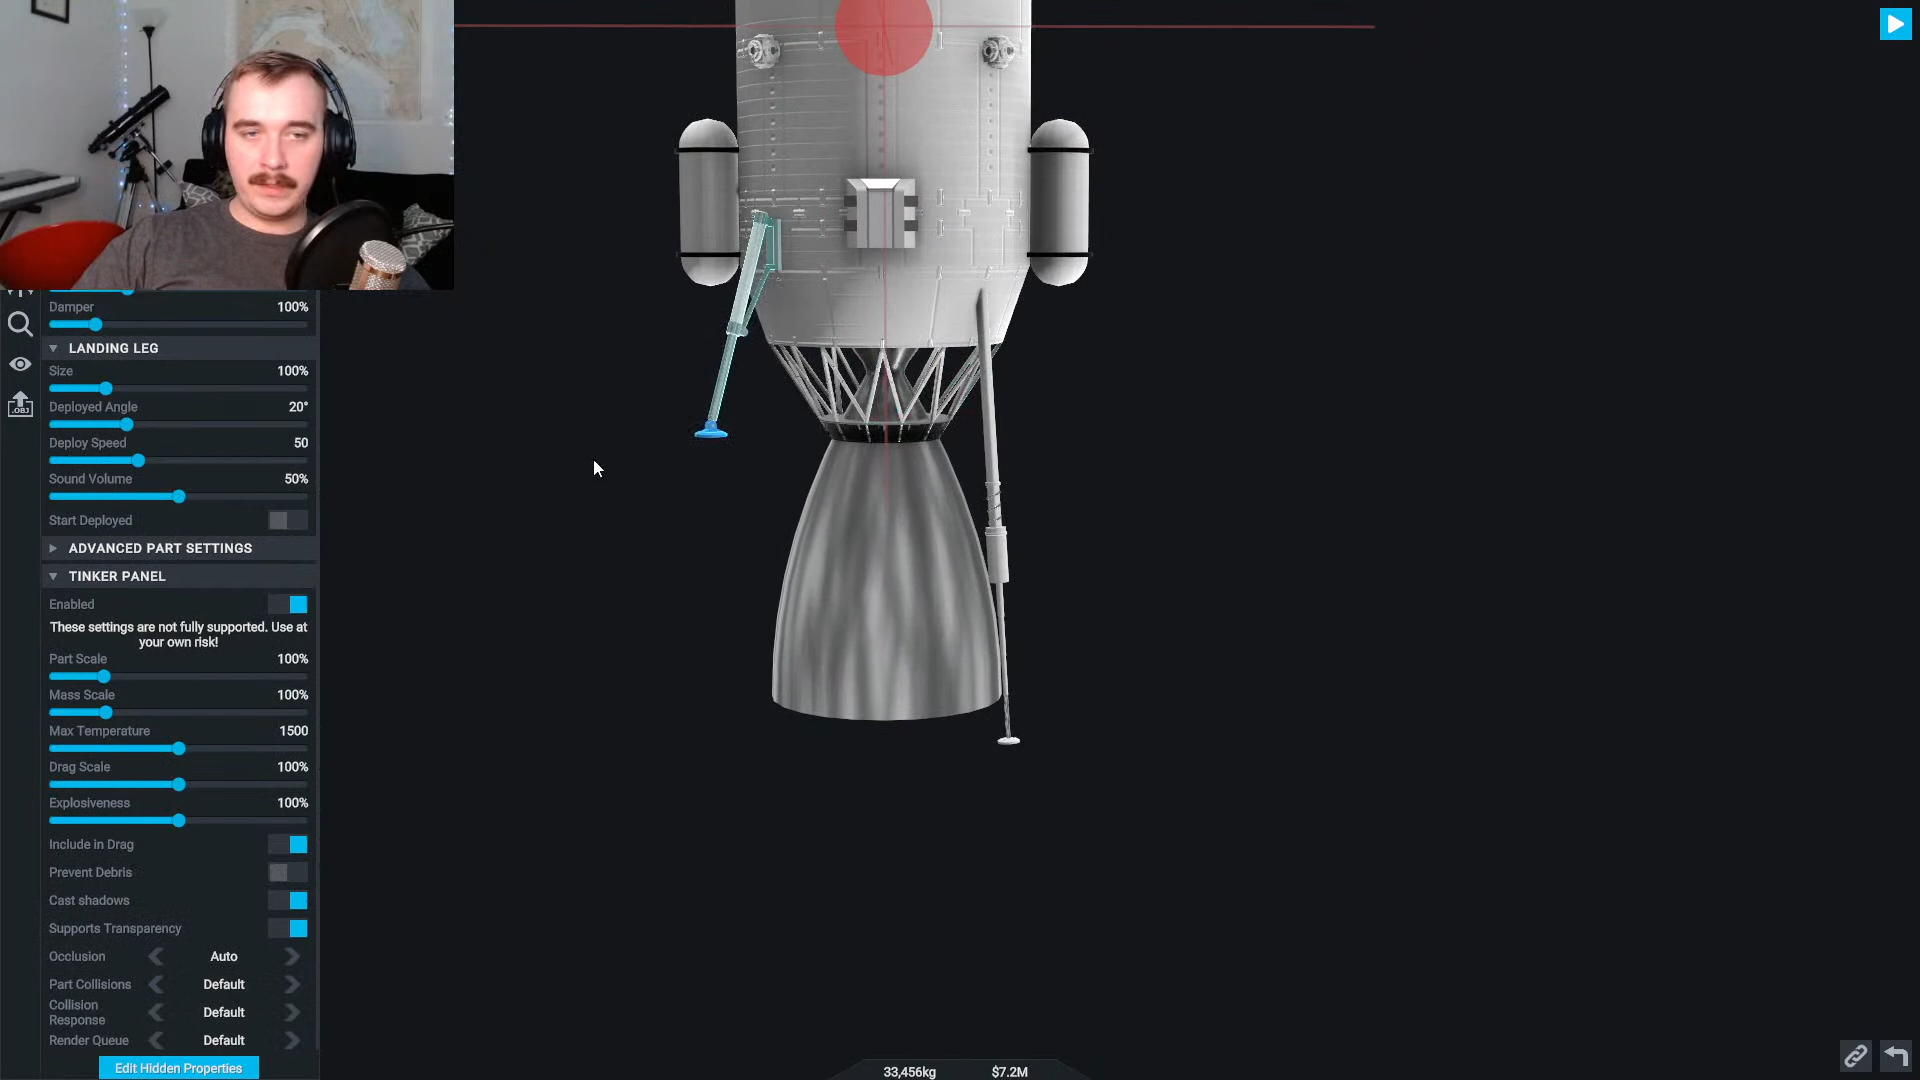 Damper 100%
LANDING LEG
Size 100%
Deployed Angle 20°
Deploy Speed 50
Sound Volume 50%
Start Deployed
ADVANCED PART SETTINGS
TINKER PANEL
Enabled
These settings are not fully supported. Use at
your own risk!
Part Scale 100%
Mass Scale 100%
Max Temperature 1500
Drag Scale 100%
Explosiveness 100%
Include in Drag
Prevent Debris
Cast shadows
Supports Transparency
Occlusion Auto
Part Collisions Default
Collision
Response Default
Render Queue Default
Edit Hidden Properties
.OBJ
33,456kg $7.2M